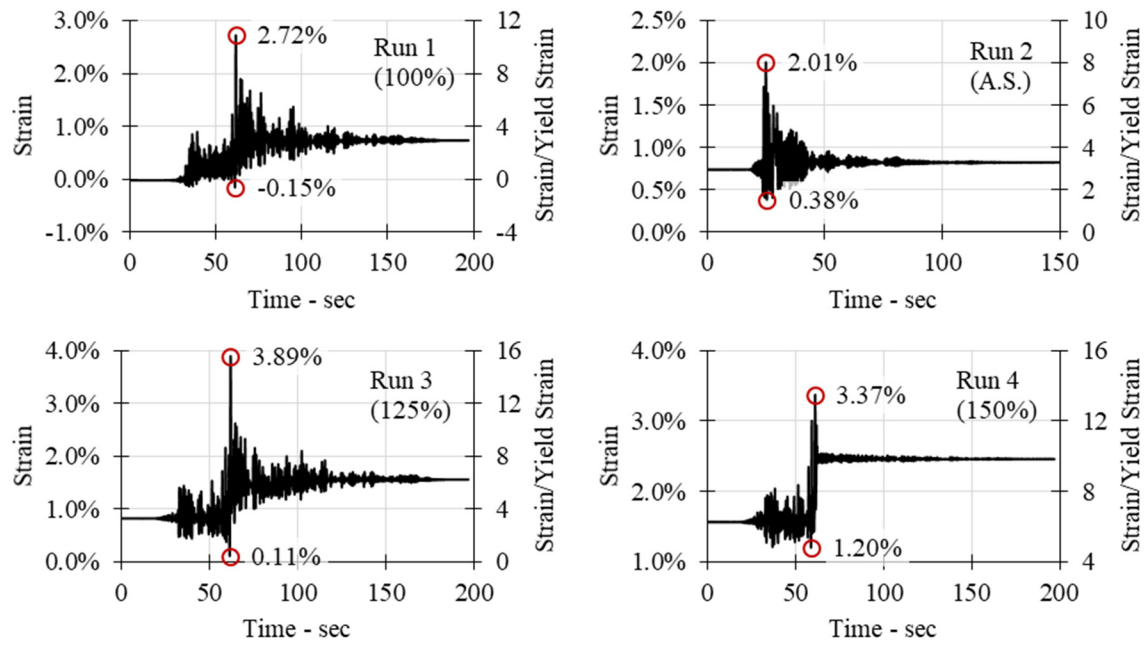 3.0%
2.0%
1.0%
0.0%
-1.0%
Strain
12
8
4
0
-4
Strain/Yield Strain
2.72%
-0.15%
Run 1
(100%)
0 50 100 150 200
Time - sec
2.5%
2.0%
1.5%
1.0%
0.5%
0.0%
Strain
10
8
6
4
2
0
Strain/Yield Strain
2.01%
0.38%
Run 2
(A.S.)
0 50 100 150
Time - sec
4.0%
3.0%
2.0%
1.0%
0.0%
Strain
16
12
8
4
0
Strain/Yield Strain
3.89%
0.11%
Run 3
(125%)
0 50 100 150 200
Time - sec
4.0%
3.0%
2.0%
1.0%
Strain
16
12
8
4
Strain/Yield Strain
3.37%
1.20%
Run 4
(150%)
0 50 100 150 200
Time - sec